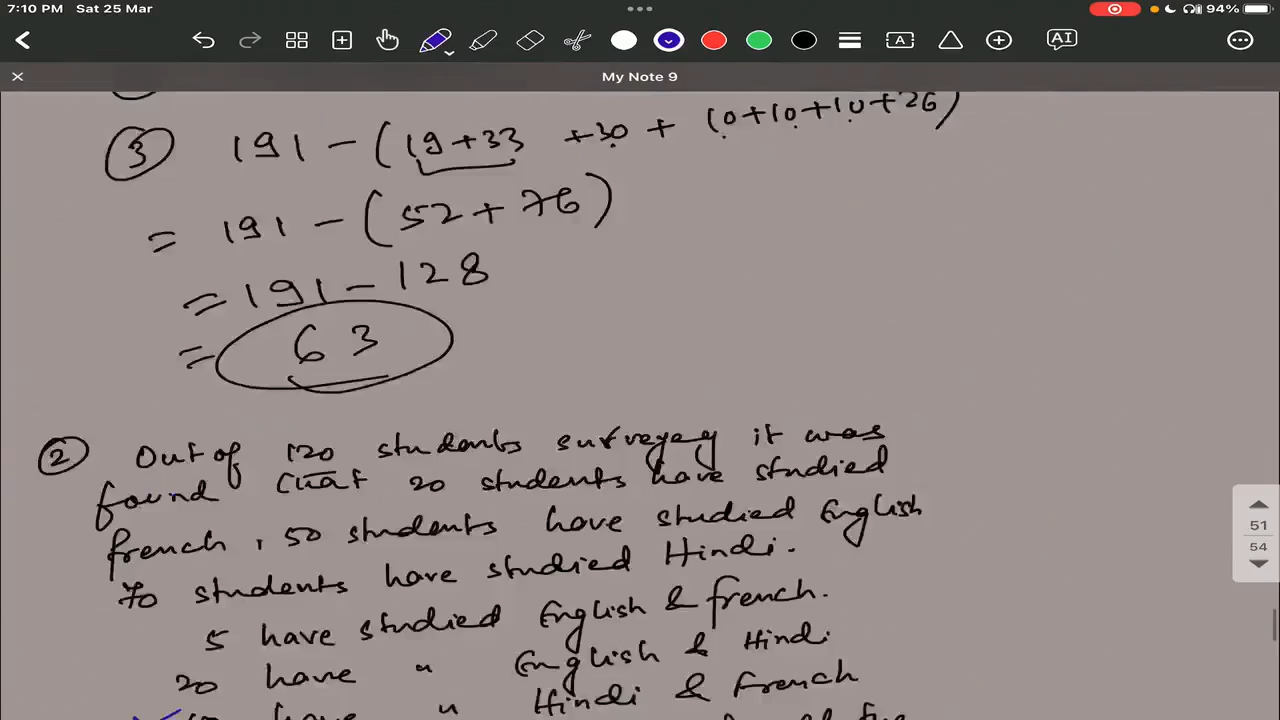 7:10 PM Sat 25 Mar
94%
A
AI
My Note 9
③ 191 - (19+33 +30 + 10+10+10+26)
= 191 - (52 + 76)
= 191 - 128
= 63
② Out of 120 students surveyey it was
found that 20 students have studied
french, 50 students have studied English
70 students have studied Hindi.
5 have studied English & french.
20 have " English & Hindi
have " Hindi & French
51
54